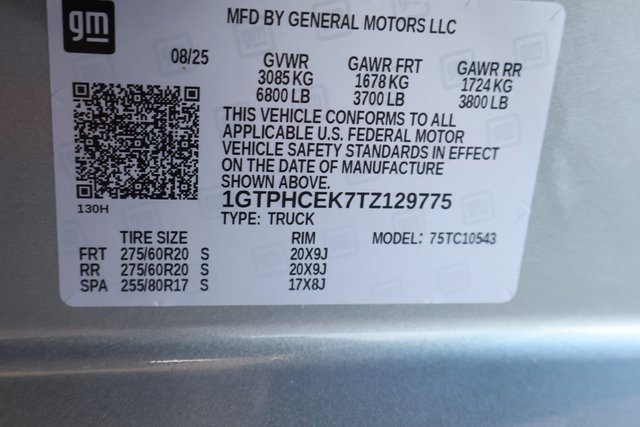 gm
MFD BY GENERAL MOTORS LLC
08/25 GVWR GAWR FRT GAWR RR
3085 KG 1678 KG 1724 KG
6800 LB 3700 LB 3800 LB
THIS VEHICLE CONFORMS TO ALL
APPLICABLE U.S. FEDERAL MOTOR
VEHICLE SAFETY STANDARDS IN EFFECT
ON THE DATE OF MANUFACTURE
SHOWN ABOVE.
130H
1GTPHCEK7TZ129775
TYPE: TRUCK
TIRE SIZE RIM MODEL: 75TC10543
FRT 275/60R20 S 20X9J
RR 275/60R20 S 20X9J
SPA 255/80R17 S 17X8J